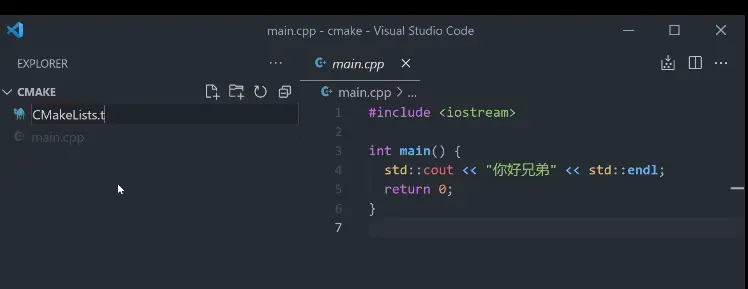 main.cpp - cmake - Visual Studio Code
EXPLORER
CMAKE
CMakeLists.t
main.cpp
main.cpp
main.cpp > ...
1 #include <iostream>
2
3 int main() {
4 std::cout << "你好兄弟" << std::endl;
5 return 0;
6 }
7